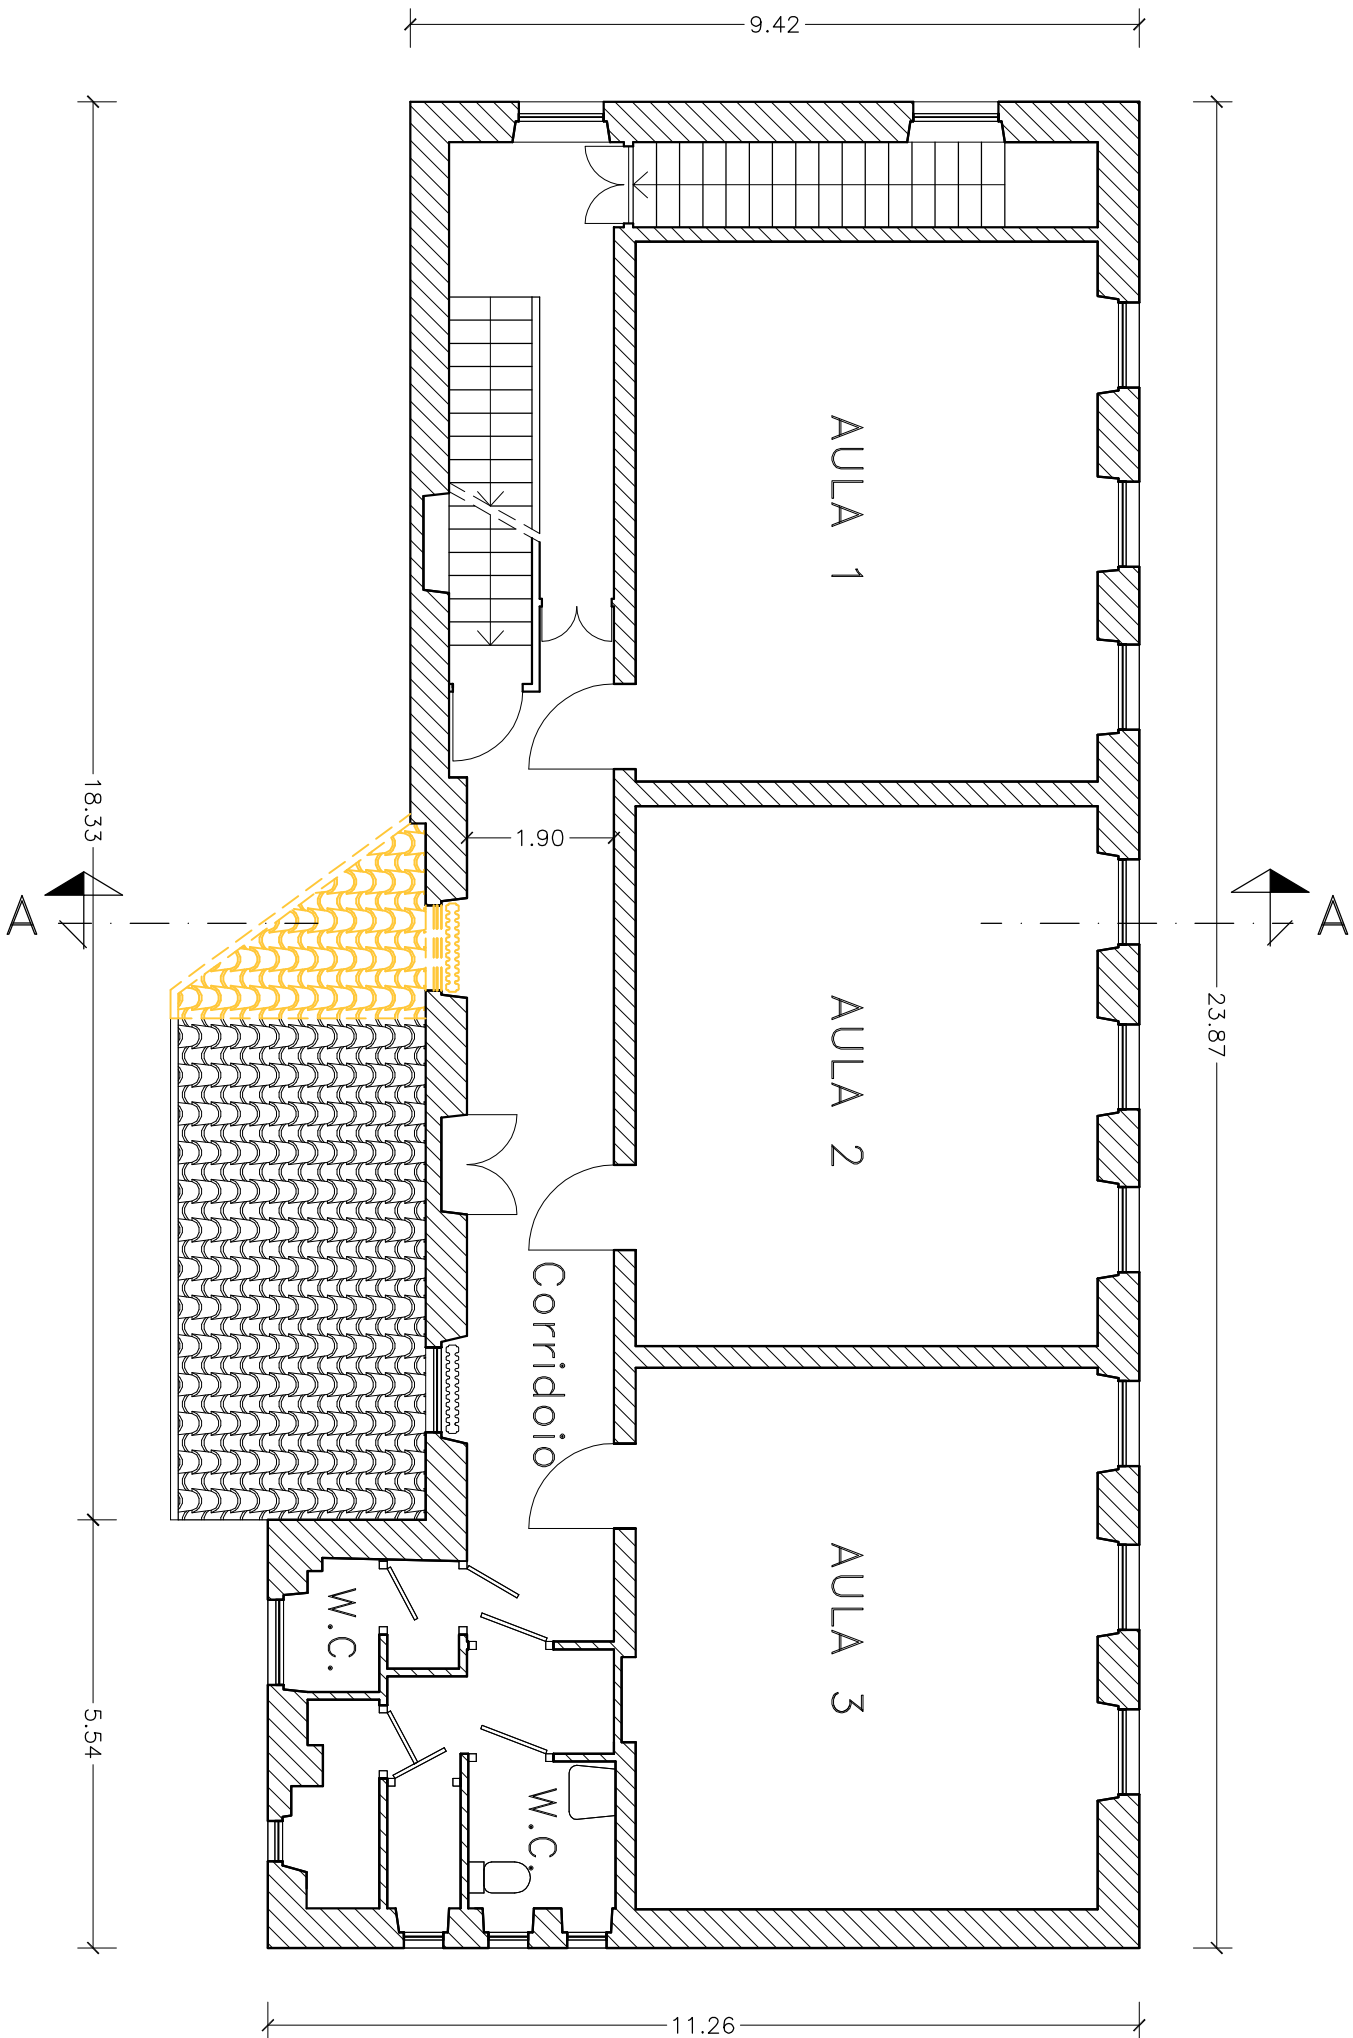 9.42
AULA 1
18.33
1.90
A
A
23.87
AULA 2
Corridoio
AULA 3
W.C.
5.54
W.C.
11.26